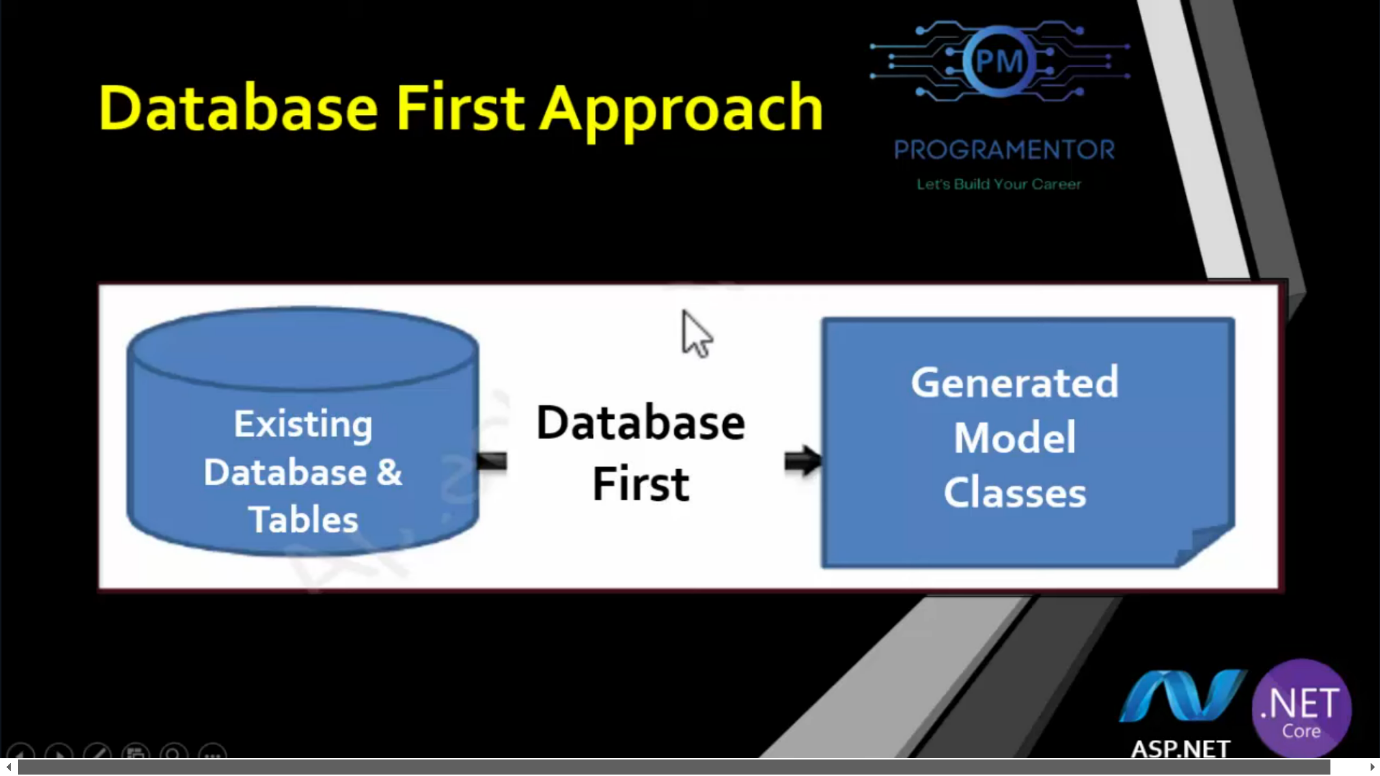 Database First Approach
PM
PROGRAMENTOR
Let's Build Your Career
Existing
Database &
Tables
Database
First
Generated
Model
Classes
ASP.NET
.NET
Core